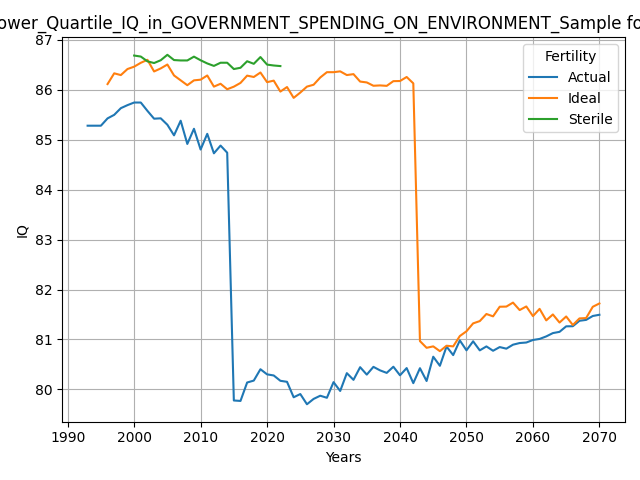 ower_Quartile_IQ_in_GOVERNMENT_SPENDING_ON_ENVIRONMENT_Sample fo
87
86
85
84
83
82
81
80
IQ
Fertility
Actual
Ideal
Sterile
1990 2000 2010 2020 2030 2040 2050 2060 2070
Years